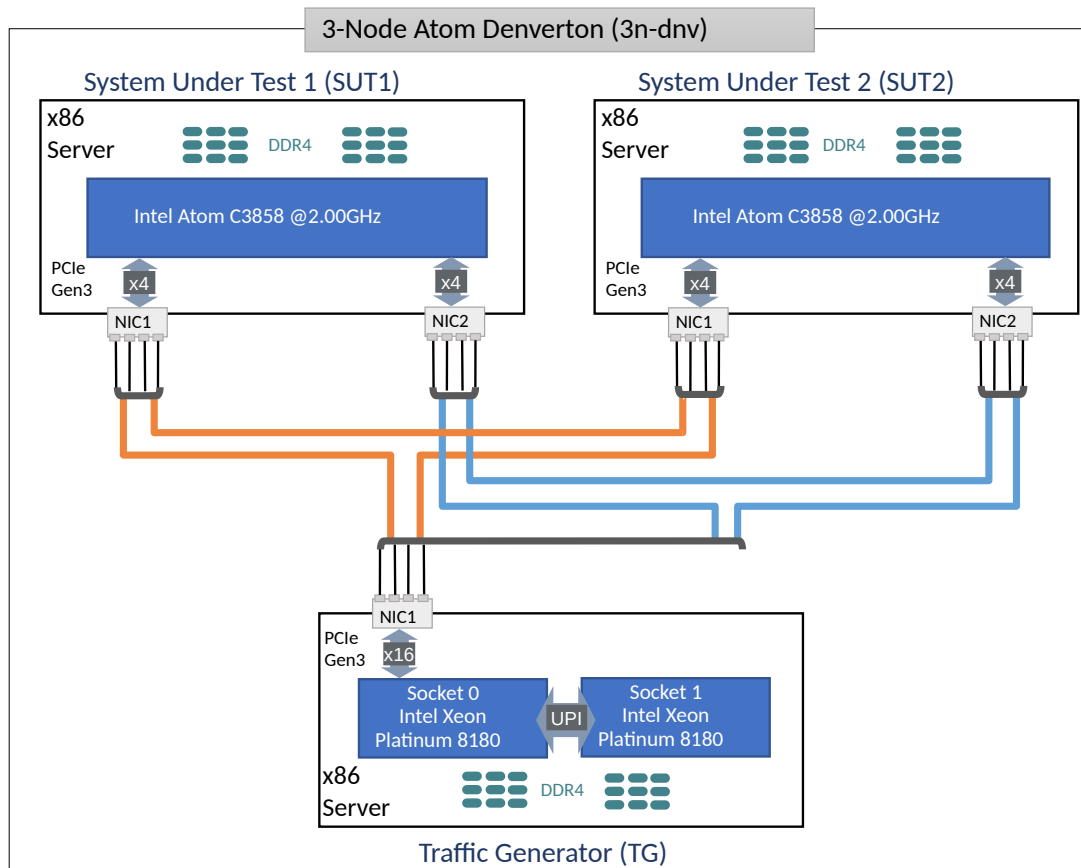 3-Node Atom Denverton (3n-dnv)
System Under Test 1 (SUT1)
x86
Server
DDR4
Intel Atom C3858 @2.00GHz
PCIe
Gen3
x4
x4
NIC1
NIC2
System Under Test 2 (SUT2)
x86
Server
DDR4
Intel Atom C3858 @2.00GHz
PCIe
Gen3
x4
x4
NIC1
NIC2
NIC1
PCIe
Gen3
x16
Socket 0
Intel Xeon
Platinum 8180
UPI
Socket 1
Intel Xeon
Platinum 8180
x86
Server
DDR4
Traffic Generator (TG)